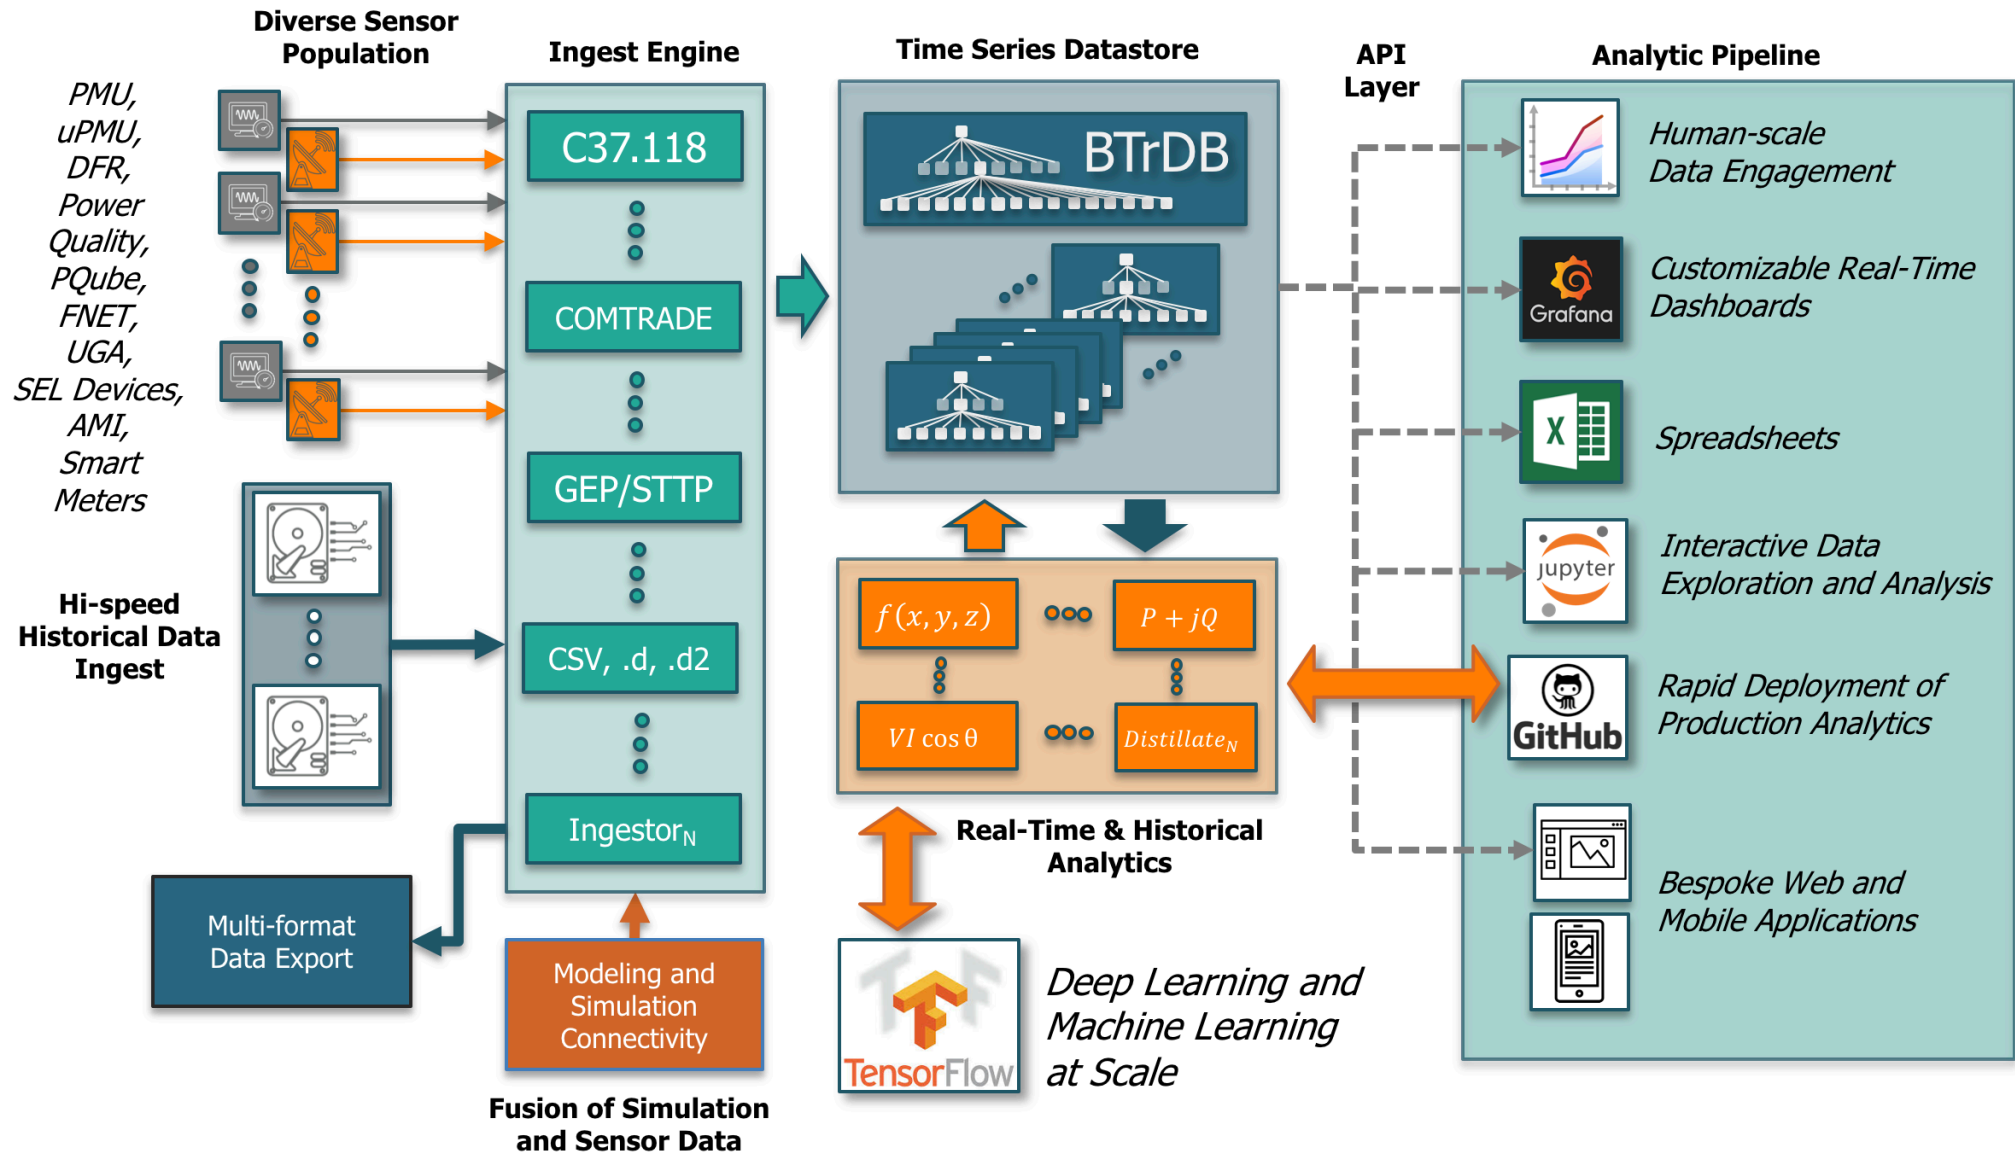 Diverse Sensor
Population
PMU,
uPMU,
DFR,
Power
Quality,
PQube,
FNET,
UGA,
SEL Devices,
AMI,
Smart
Meters
Hi-speed
Historical Data
Ingest
Multi-format
Data Export
Ingest Engine
C37.118
COMTRADE
GEP/STTP
CSV, .d, .d2
Ingestor_N
Modeling and
Simulation
Connectivity
Fusion of Simulation
and Sensor Data
Time Series Datastore
BTrDB
f(x, y, z)
P + jQ
VI cos θ
Distillate_N
Real-Time & Historical
Analytics
TensorFlow
Deep Learning and
Machine Learning
at Scale
API
Layer
Analytic Pipeline
Human-scale
Data Engagement
Grafana
Customizable Real-Time
Dashboards
X
Spreadsheets
jupyter
Interactive Data
Exploration and Analysis
GitHub
Rapid Deployment of
Production Analytics
Bespoke Web and
Mobile Applications